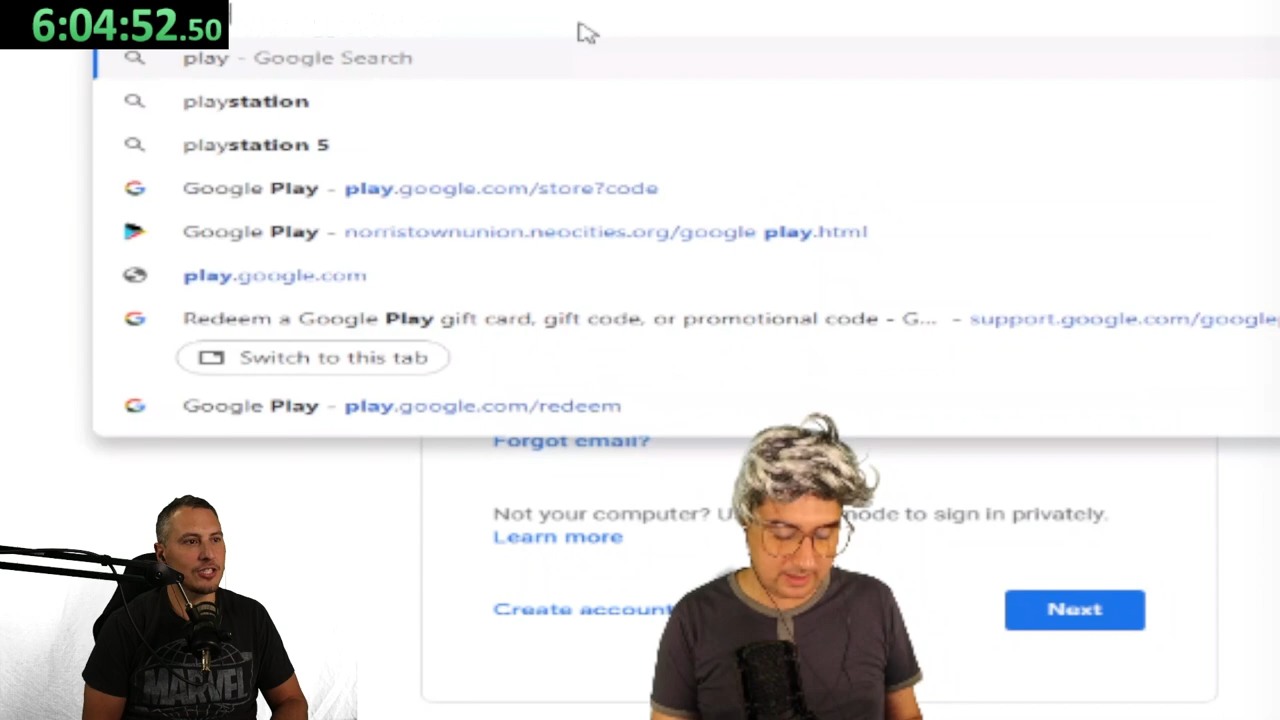 6:04:52.50
play - Google Search
playstation
playstation 5
Google Play - play.google.com/store?code
Google Play - norristownunion.neocities.org/google play.html
play.google.com
Redeem a Google Play gift card, gift code, or promotional code - G... - support.google.com/google
Switch to this tab
Google Play - play.google.com/redeem
Forgot email?
Not your computer? U mode to sign in privately.
Learn more
Create account
Next
MARVEL